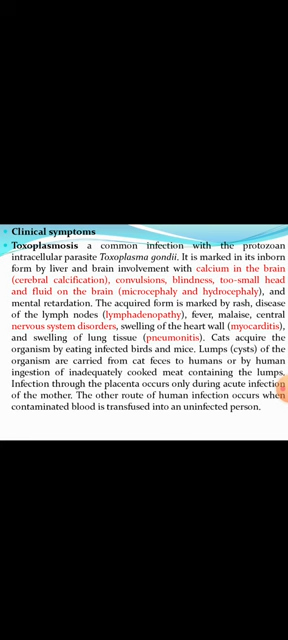 • Clinical symptoms
• Toxoplasmosis a common infection with the protozoan
intracellular parasite Toxoplasma gondii. It is marked in its inborn
form by liver and brain involvement with calcium in the brain
(cerebral calcification), convulsions, blindness, too-small head
and fluid on the brain (microcephaly and hydrocephaly), and
mental retardation. The acquired form is marked by rash, disease
of the lymph nodes (lymphadenopathy), fever, malaise, central
nervous system disorders, swelling of the heart wall (myocarditis),
and swelling of lung tissue (pneumonitis). Cats acquire the
organism by eating infected birds and mice. Lumps (cysts) of the
organism are carried from cat feces to humans or by human
ingestion of inadequately cooked meat containing the lumps.
Infection through the placenta occurs only during acute infection
of the mother. The other route of human infection occurs when
contaminated blood is transfused into an uninfected person.